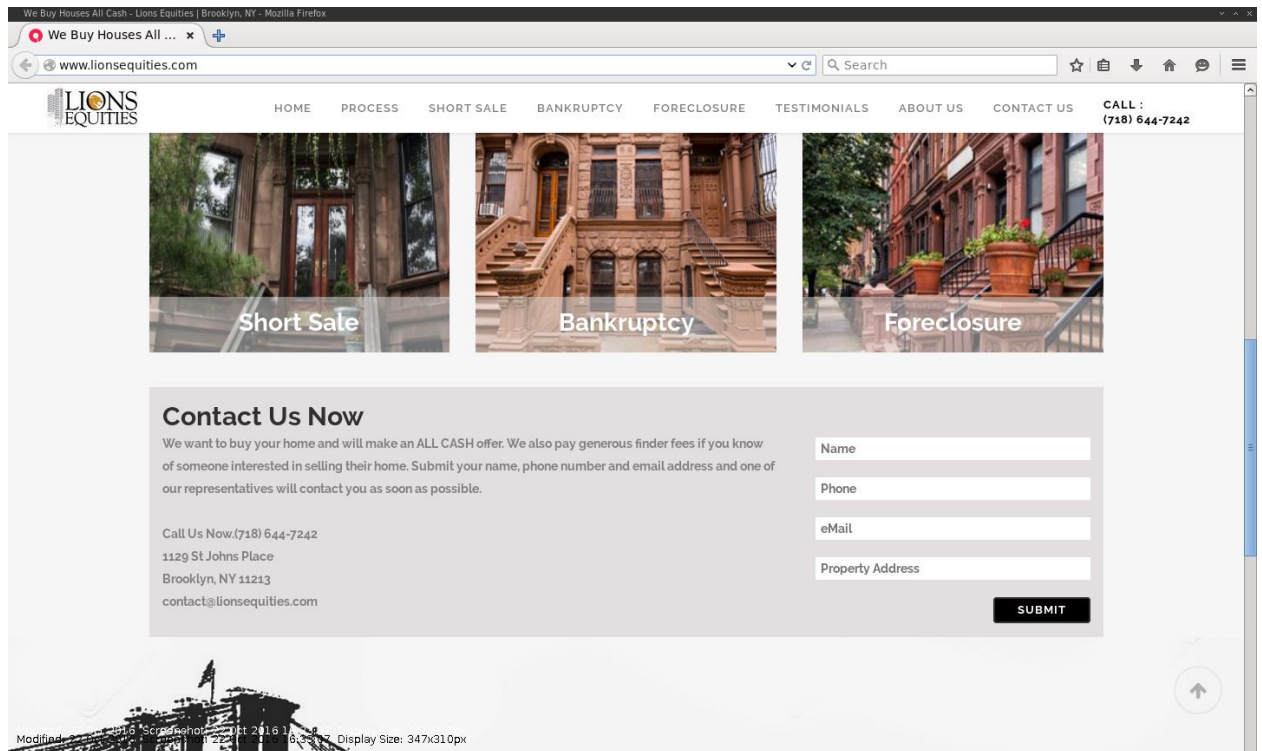 We Buy Houses All Cash - Lions Equities | Brooklyn, NY - Mozilla Firefox
We Buy Houses All ...
www.lionsequities.com
Search
LIONS
EQUITIES
HOME PROCESS SHORT SALE BANKRUPTCY FORECLOSURE TESTIMONIALS ABOUT US CONTACT US
CALL :
(718) 644-7242
Short Sale
Bankruptcy
Foreclosure
Contact Us Now
We want to buy your home and will make an ALL CASH offer. We also pay generous finder fees if you know
of someone interested in selling their home. Submit your name, phone number and email address and one of
our representatives will contact you as soon as possible.
Call Us Now.(718) 644-7242
1129 St Johns Place
Brooklyn, NY 11213
contact@lionsequities.com
Name
Phone
eMail
Property Address
SUBMIT
Display Size: 347x310px